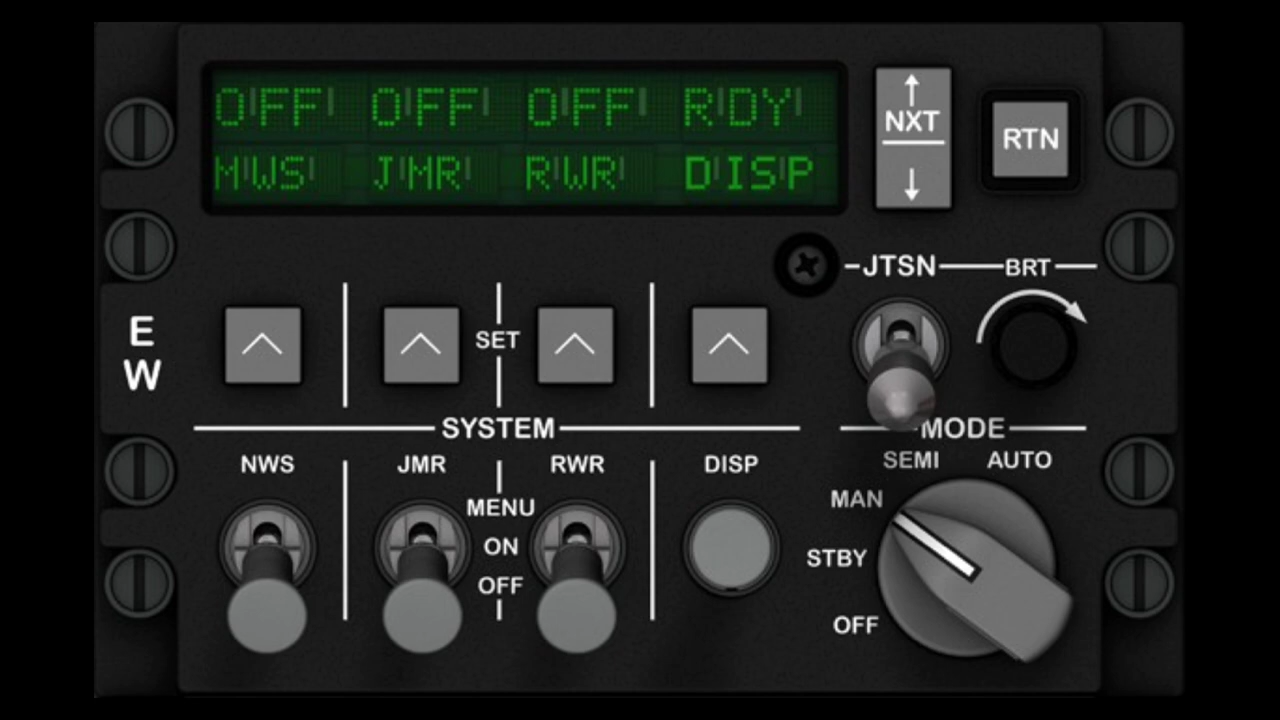 OFF OFF OFF RDY
MWS JMR RWR DISP
NXT
RTN
JTSN BRT
E
W
SET
SYSTEM
MODE
NWS JMR RWR DISP
SEMI AUTO
MENU
MAN
ON
STBY
OFF
OFF